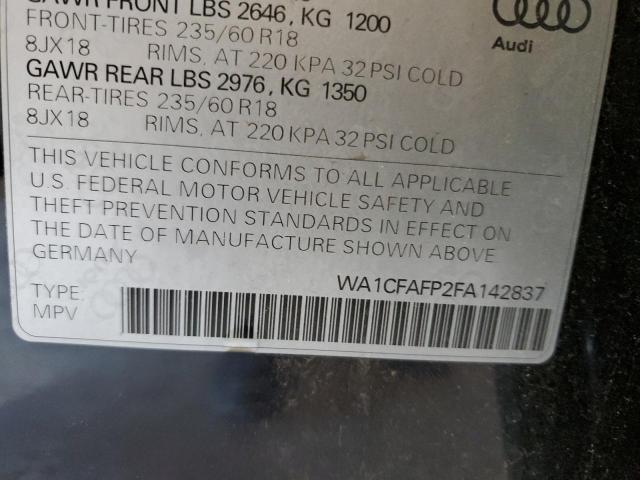 GAWR FRONT LBS 2646, KG 1200
FRONT-TIRES 235/60 R18
8JX18 RIMS, AT 220 KPA 32 PSI COLD
GAWR REAR LBS 2976, KG 1350
REAR-TIRES 235/60 R18
8JX18 RIMS, AT 220 KPA 32 PSI COLD
Audi
THIS VEHICLE CONFORMS TO ALL APPLICABLE
U.S. FEDERAL MOTOR VEHICLE SAFETY AND
THEFT PREVENTION STANDARDS IN EFFECT ON
THE DATE OF MANUFACTURE SHOWN ABOVE
GERMANY
WA1CFAFP2FA142837
TYPE:
MPV